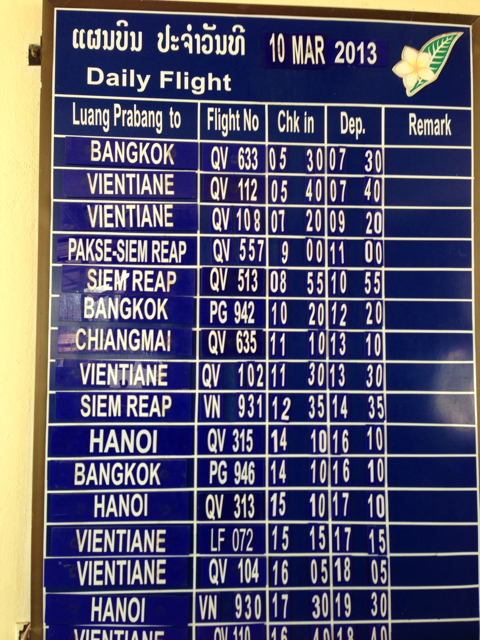 ແຜນບິນ ປະຈຳວັນທີ 10 MAR 2013
Daily Flight
Luang Prabang to Flight No Chk in Dep. Remark
BANGKOK QV 633 05 30 07 30
VIENTIANE QV 112 05 40 07 40
VIENTIANE QV 108 07 20 09 20
PAKSE-SIEM REAP QV 557 9 00 11 00
SIEM REAP QV 513 08 55 10 55
BANGKOK PG 942 10 20 12 20
CHIANGMAI QV 635 11 10 13 10
VIENTIANE QV 102 11 30 13 30
SIEM REAP VN 931 12 35 14 35
HANOI QV 315 14 10 16 10
BANGKOK PG 946 14 10 16 10
HANOI QV 313 15 10 17 10
VIENTIANE LF 072 15 15 17 15
VIENTIANE QV 104 16 05 18 05
HANOI VN 930 17 30 19 30
VIENTIANE QV 110 16 40 18 40